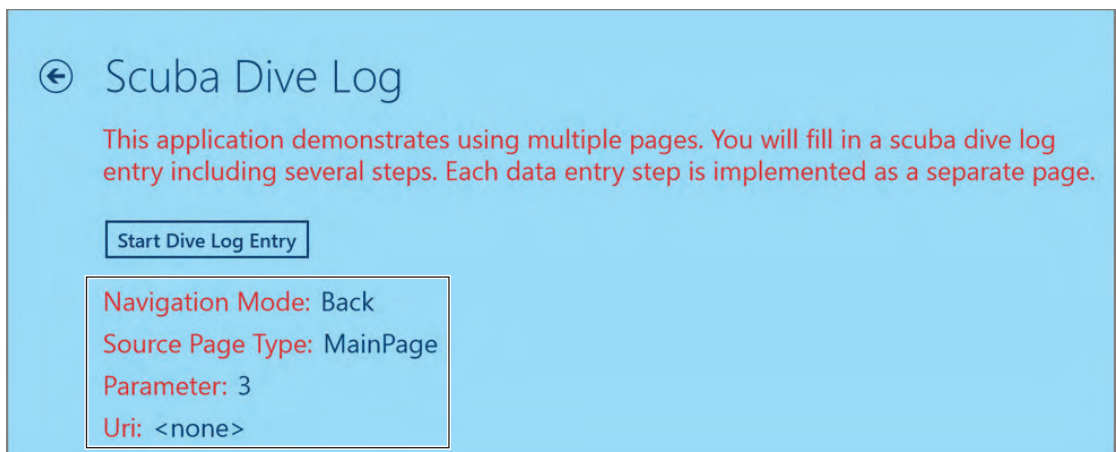 Scuba Dive Log
This application demonstrates using multiple pages. You will fill in a scuba dive log
entry including several steps. Each data entry step is implemented as a separate page.
Start Dive Log Entry
Navigation Mode: Back
Source Page Type: MainPage
Parameter: 3
Uri: <none>